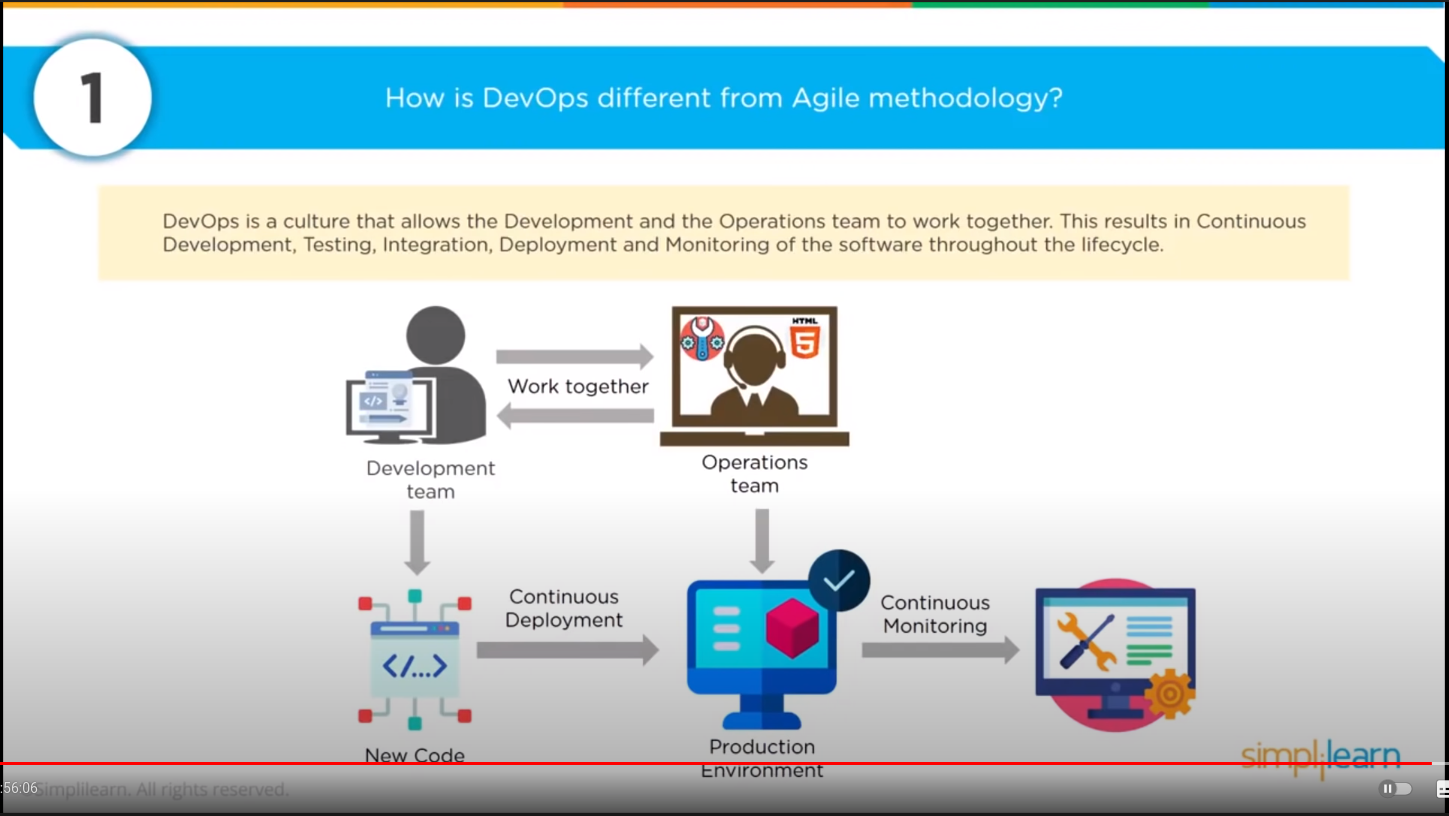 1
How is DevOps different from Agile methodology?
DevOps is a culture that allows the Development and the Operations team to work together. This results in Continuous
Development, Testing, Integration, Deployment and Monitoring of the software throughout the lifecycle.
HTML
5
</>
Work together
Development
team
Operations
team
Continuous
Deployment
Continuous
Monitoring
</...>
New Code
Production
Environment
simplilearn
:56:06
Simplilearn. All rights reserved.